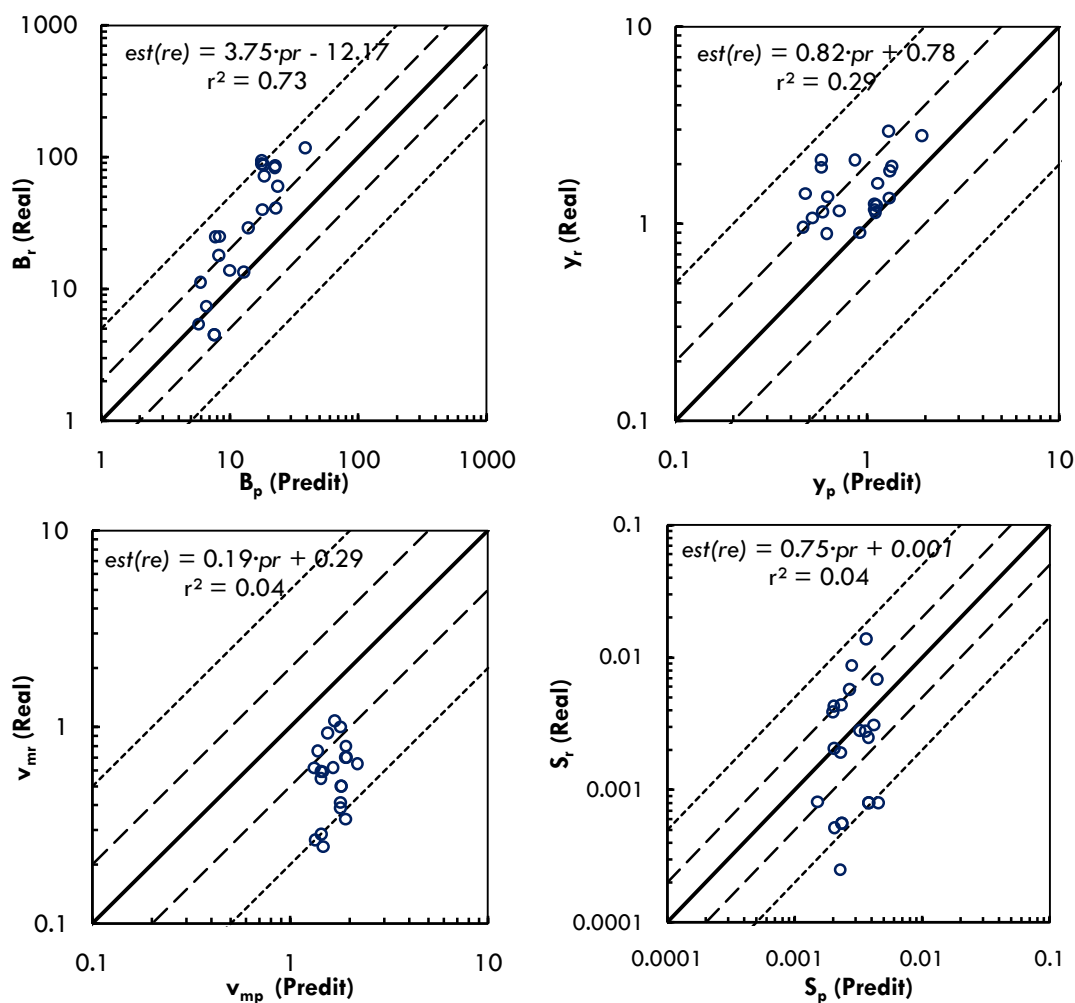 1000
est(re) = 3.75·pr - 12.17
r² = 0.73
100
B_r (Real)
10
1
1 10 100 1000
B_p (Predit)
10
est(re) = 0.82·pr + 0.78
r² = 0.29
y_r (Real)
1
0.1
0.1 1 10
y_p (Predit)
10
est(re) = 0.19·pr + 0.29
r² = 0.04
v_mr (Real)
1
0.1
0.1 1 10
v_mp (Predit)
0.1
est(re) = 0.75·pr + 0.001
r² = 0.04
0.01
S_r (Real)
0.001
0.0001
0.0001 0.001 0.01 0.1
S_p (Predit)